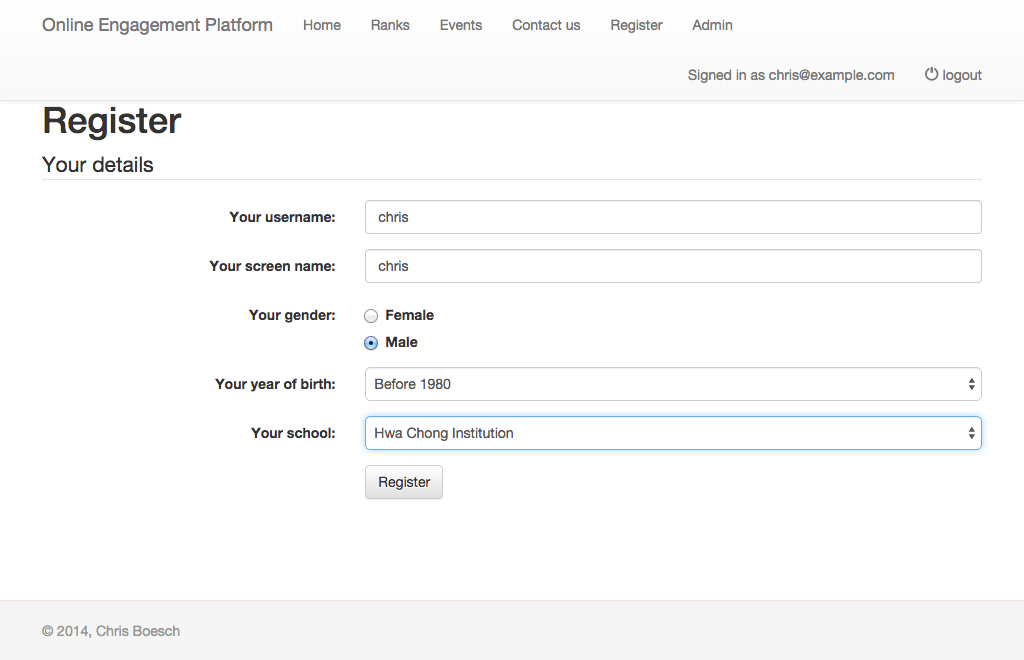 Online Engagement Platform Home Ranks Events Contact us Register Admin
Signed in as chris@example.com logout
Register
Your details
Your username: chris
Your screen name: chris
Your gender: Female
Male
Your year of birth: Before 1980
Your school: Hwa Chong Institution
Register
© 2014, Chris Boesch